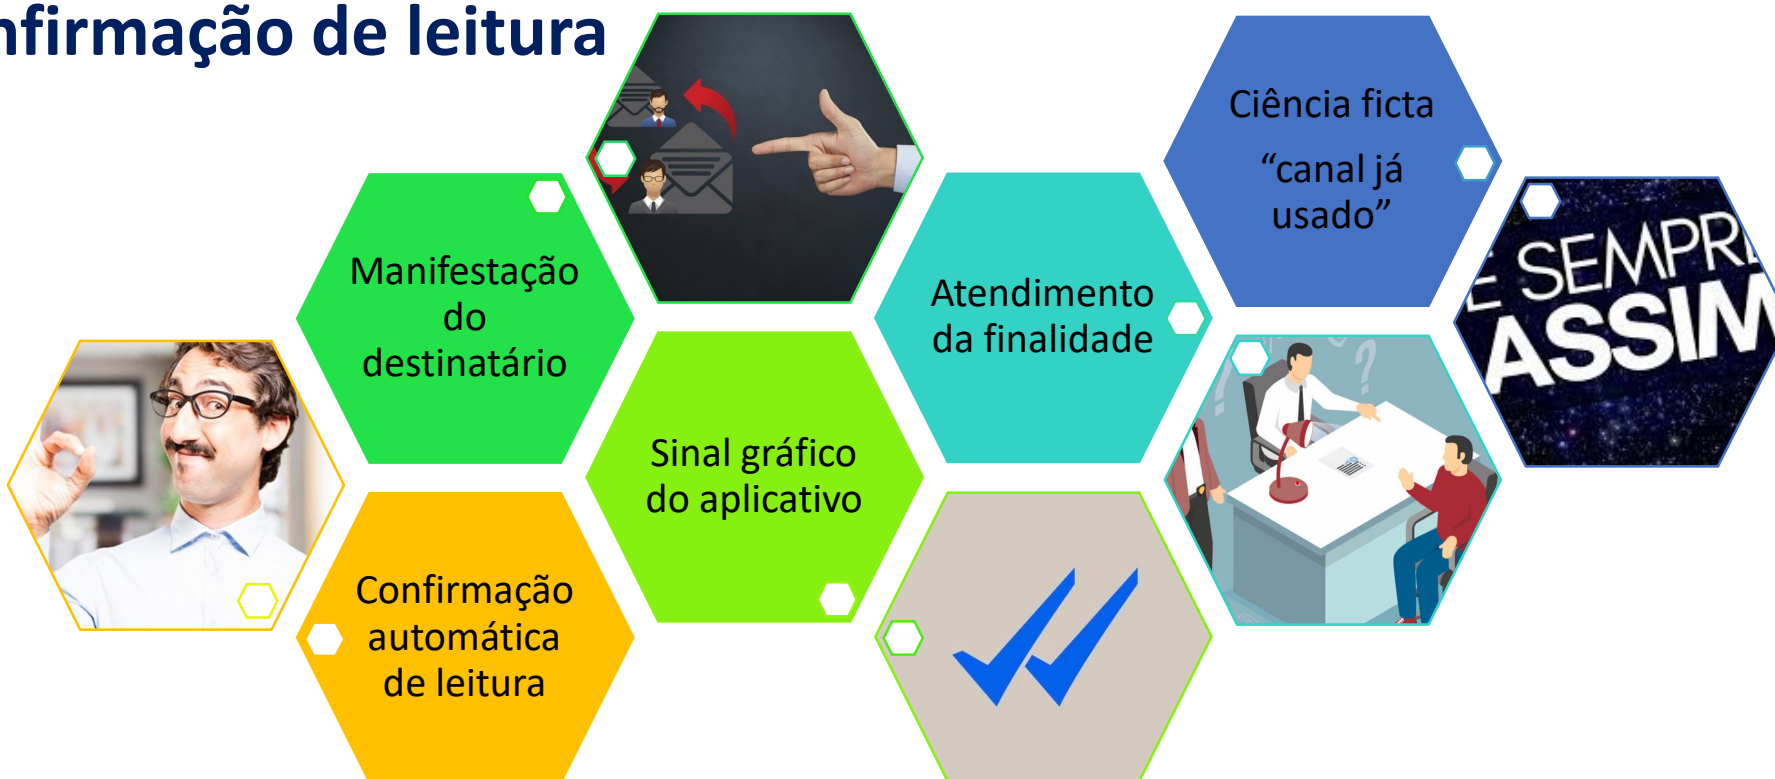 nfirmação de leitura
Confirmação
automática
de leitura
Manifestação
do
destinatário
Sinal gráfico
do aplicativo
Atendimento
da finalidade
Ciência ficta
“canal já
usado”
É SEMPRE
ASSIM